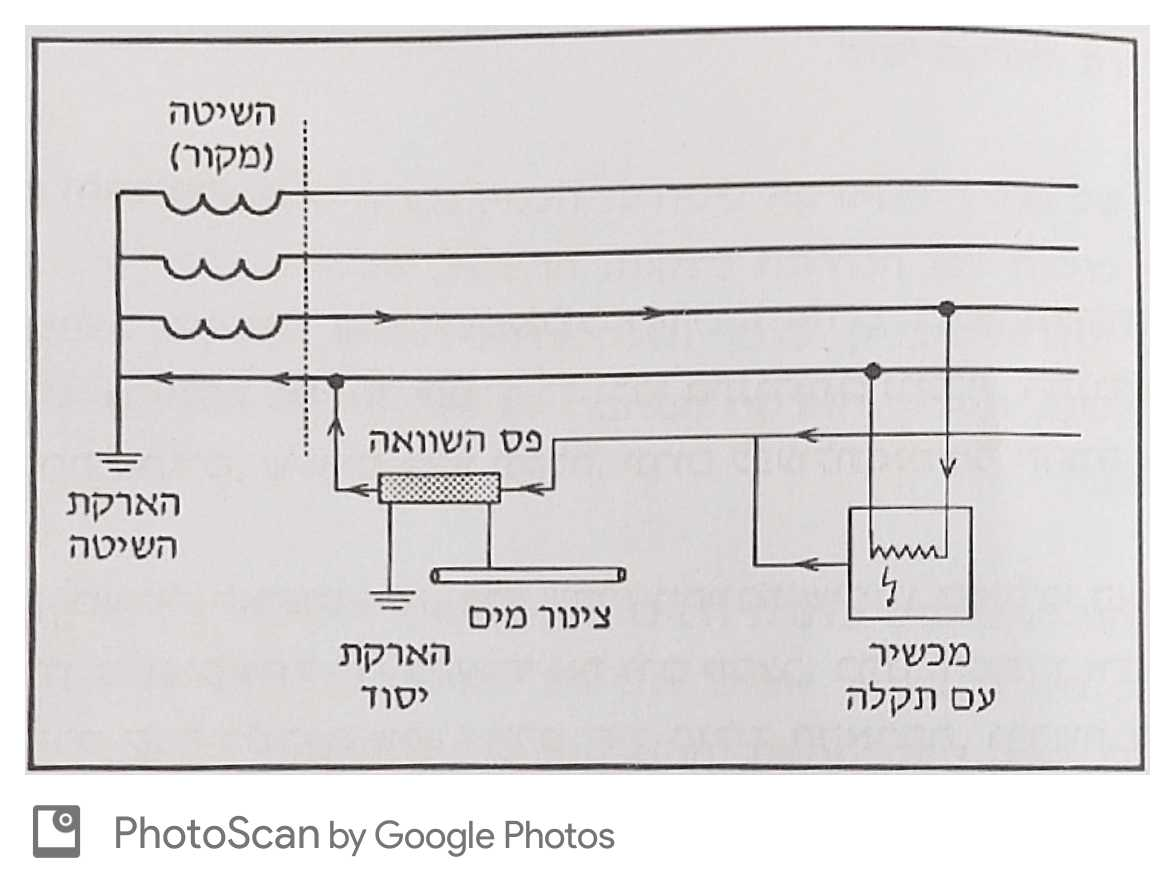 השיטה
(מקור)
פס השוואה
הארקת
השיטה
צינור מים
הארקת
יסוד
מכשיר
עם תקלה
PhotoScan by Google Photos